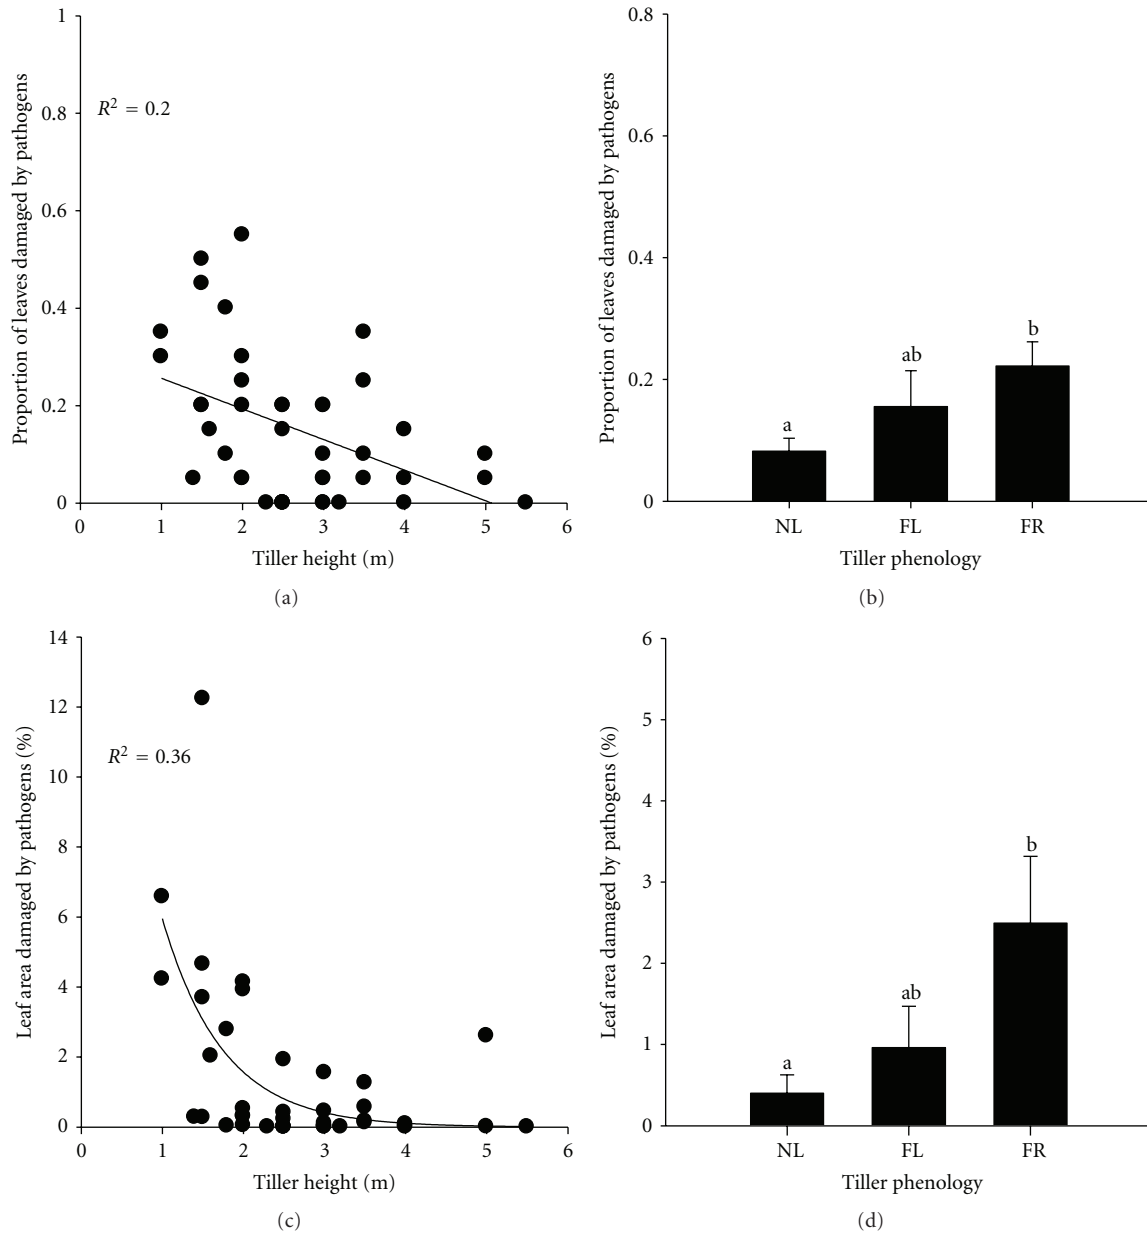 1
0.8
0.6
0.4
0.2
0
Proportion of leaves damaged by pathogens
R² = 0.2
0 1 2 3 4 5 6
Tiller height (m)
(a)
0.8
0.6
0.4
0.2
0
Proportion of leaves damaged by pathogens
a
ab
b
NL FL FR
Tiller phenology
(b)
14
12
10
8
6
4
2
0
Leaf area damaged by pathogens (%)
R² = 0.36
0 1 2 3 4 5 6
Tiller height (m)
(c)
6
5
4
3
2
1
0
Leaf area damaged by pathogens (%)
a
ab
b
NL FL FR
Tiller phenology
(d)